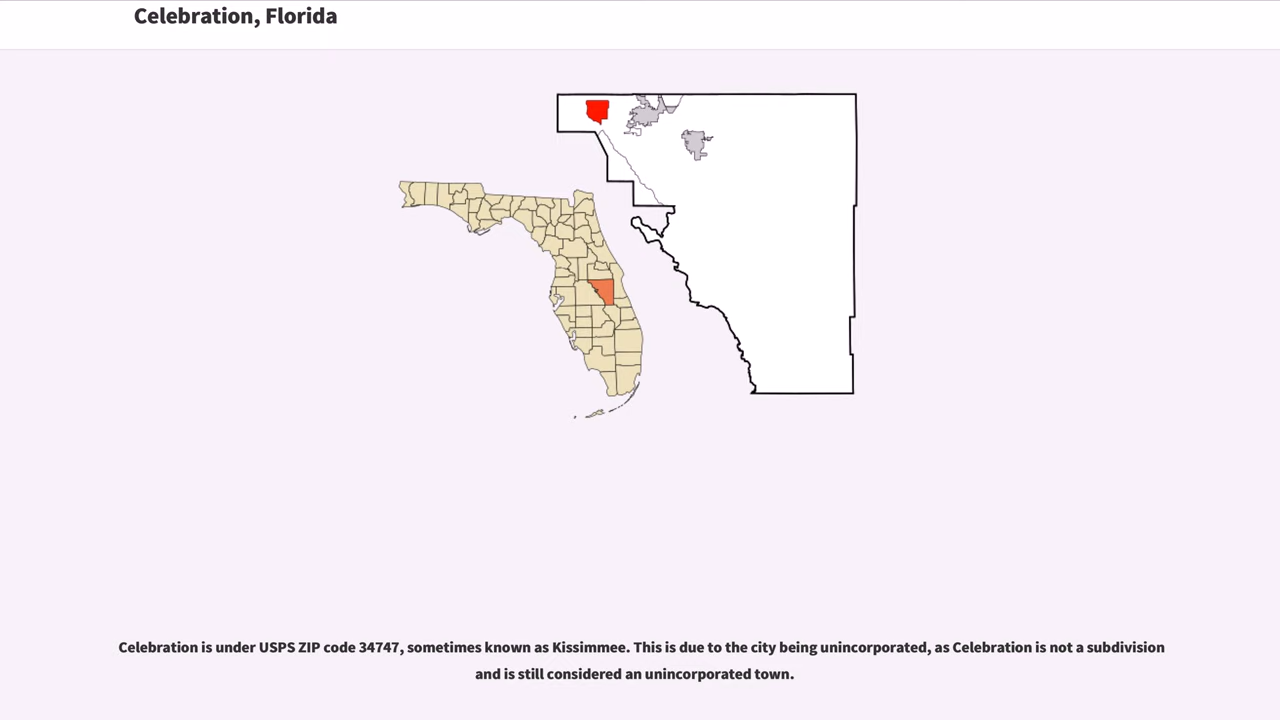 Celebration, Florida
Celebration is under USPS ZIP code 34747, sometimes known as Kissimmee. This is due to the city being unincorporated, as Celebration is not a subdivision
and is still considered an unincorporated town.